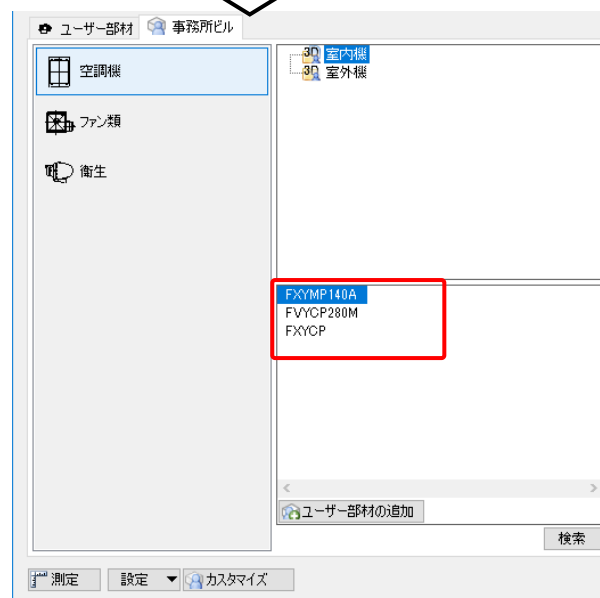 ユーザー部材 事務所ビル
空調機
ファン類
衛生
3D 室内機
3D 室外機
FXYMP140A
FVYCP280M
FXYCP
ユーザー部材の追加
検索
測定 設定 カスタマイズ